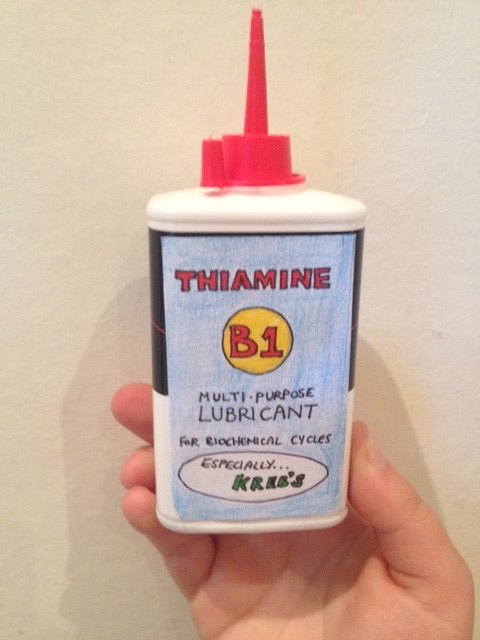 THIAMINE
B1
MULTI-PURPOSE
LUBRICANT
FOR BIOCHEMICAL CYCLES
ESPECIALLY...
KREB'S